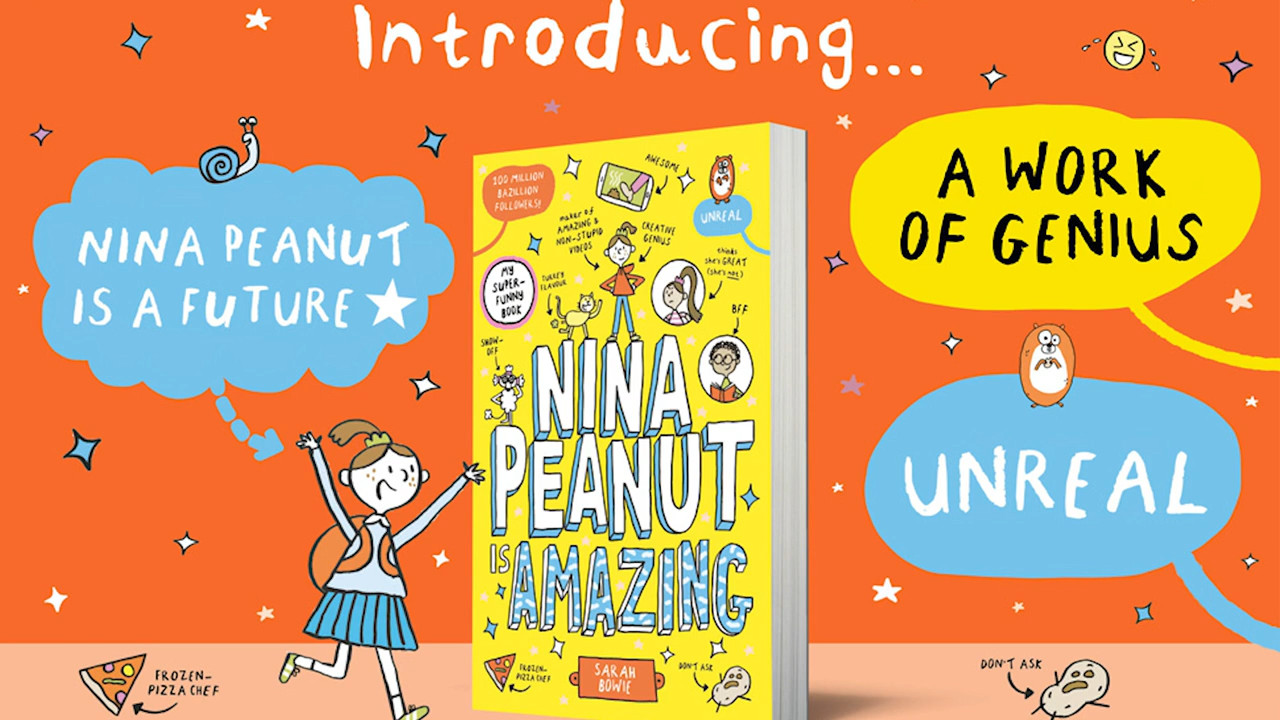 Introducing...
NINA PEANUT
IS A FUTURE
A WORK
OF GENIUS
UNREAL
100 MILLION
BAZILLION
FOLLOWERS!
AWESOME
UNREAL
maker of
AMAZING &
NON-STUPID
VIDEOS
CREATIVE
GENIUS
thinks
she's GREAT
(she's not)
MY
SUPER-
FUNNY
BOOK
TURKEY
FLAVOUR
BFF
SHOW-
OFF
NINA
PEANUT
IS AMAZING
FROZEN-
PIZZA CHEF
SARAH
BOWIE
DON'T ASK
FROZEN-
PIZZA CHEF
DON'T ASK